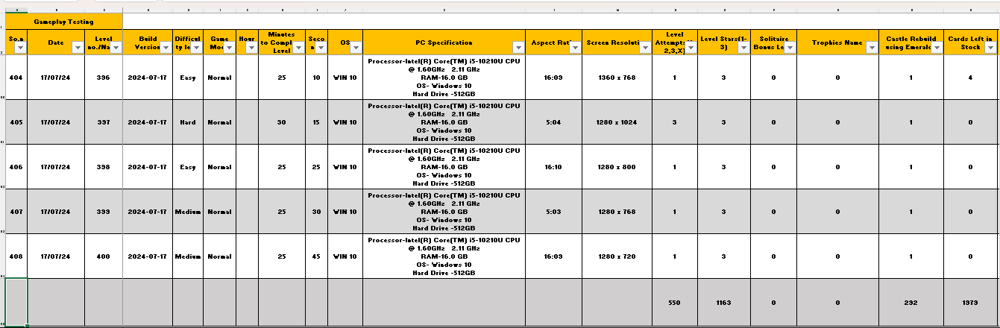 Gameplay Testing
So.n Date Level no./Na Build Version Difficul ty le Game Mo Hour Minutes to Compl Level Seco n OS PC Specification Aspect Rat Screen Resoluti Level Attempts 2,3,X) Level Stars(1-3) Solitaire Bonus Le Trophies Name Castle Rebuild using Emeral Cards Left in Stock
404 17/07/24 396 2024-07-17 Easy Normal 25 10 WIN 10 Processor-Intel(R) Core(TM) i5-10210U CPU
@ 1.60GHz 2.11 GHz
RAM-16.0 GB
OS- Windows 10
Hard Drive -512GB
16:09 1360 x 768 1 3 0 0 1 4
405 17/07/24 397 2024-07-17 Hard Normal 30 15 WIN 10 Processor-Intel(R) Core(TM) i5-10210U CPU
@ 1.60GHz 2.11 GHz
RAM-16.0 GB
OS- Windows 10
Hard Drive -512GB
5:04 1280 x 1024 3 3 0 0 1 0
406 17/07/24 398 2024-07-17 Easy Normal 25 25 WIN 10 Processor-Intel(R) Core(TM) i5-10210U CPU
@ 1.60GHz 2.11 GHz
RAM-16.0 GB
OS- Windows 10
Hard Drive -512GB
16:10 1280 x 800 1 3 0 0 1 0
407 17/07/24 399 2024-07-17 Medium Normal 25 30 WIN 10 Processor-Intel(R) Core(TM) i5-10210U CPU
@ 1.60GHz 2.11 GHz
RAM-16.0 GB
OS- Windows 10
Hard Drive -512GB
5:03 1280 x 768 1 3 0 0 1 0
408 17/07/24 400 2024-07-17 Medium Normal 25 45 WIN 10 Processor-Intel(R) Core(TM) i5-10210U CPU
@ 1.60GHz 2.11 GHz
RAM-16.0 GB
OS- Windows 10
Hard Drive -512GB
16:09 1280 x 720 1 3 0 0 1 0
550 1163 0 0 292 1979